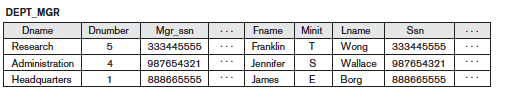 DEPT_MGR
Dname Dnumber Mgr_ssn ... Fname Minit Lname Ssn ...
Research 5 333445555 ... Franklin T Wong 333445555 ...
Administration 4 987654321 ... Jennifer S Wallace 987654321 ...
Headquarters 1 888665555 ... James E Borg 888665555 ...